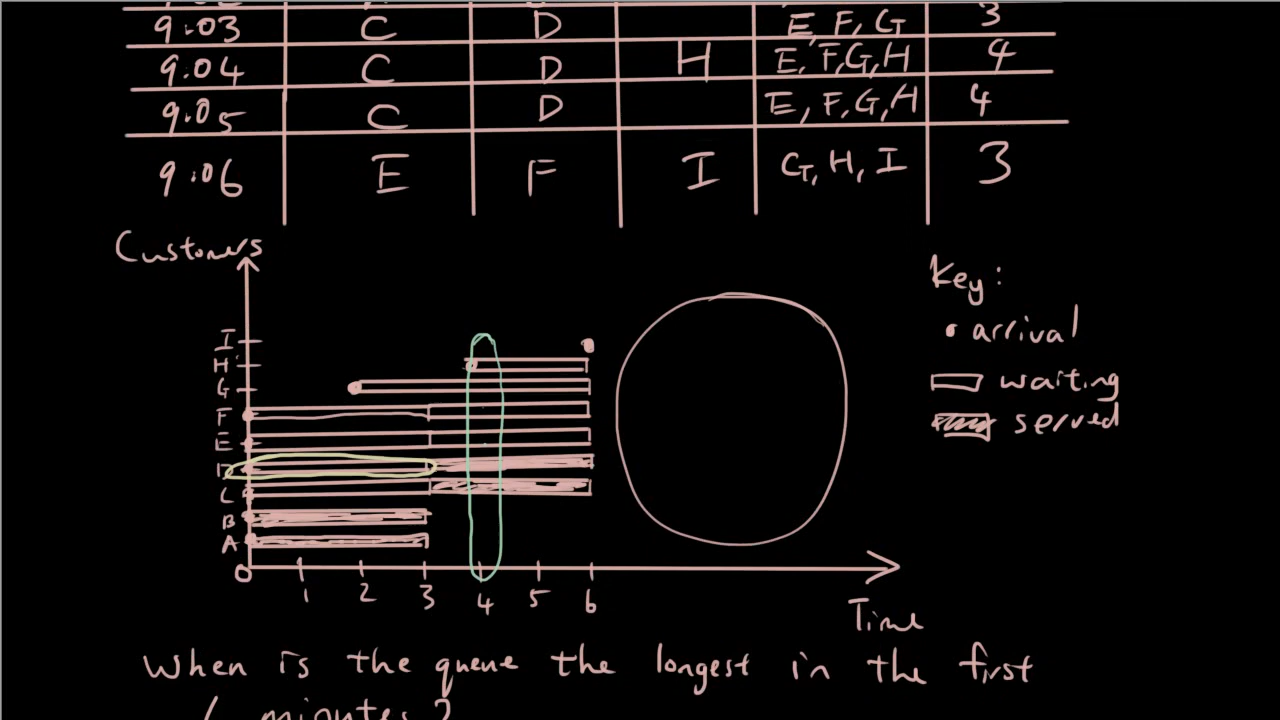 9.03 C D E, F, G 3
9.04 C D H E, F, G, H 4
9.05 C D E, F, G, H 4
9.06 E F I G, H, I 3
Customers
Key:
• arrival
waiting
served
I
H
G
F
E
D
C
B
A
0 1 2 3 4 5 6
Time
When is the queue the longest in the first
minutes?